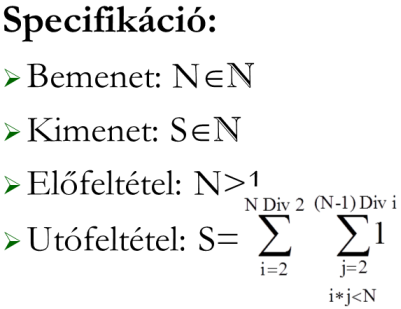 Specifikáció:
➢Bemenet: N∈ℕ
➢Kimenet: S∈ℕ
➢Előfeltétel: N>1
N Div 2 (N-1) Div i
➢Utófeltétel: S= ∑ ∑1
i=2 j=2
i*j<N